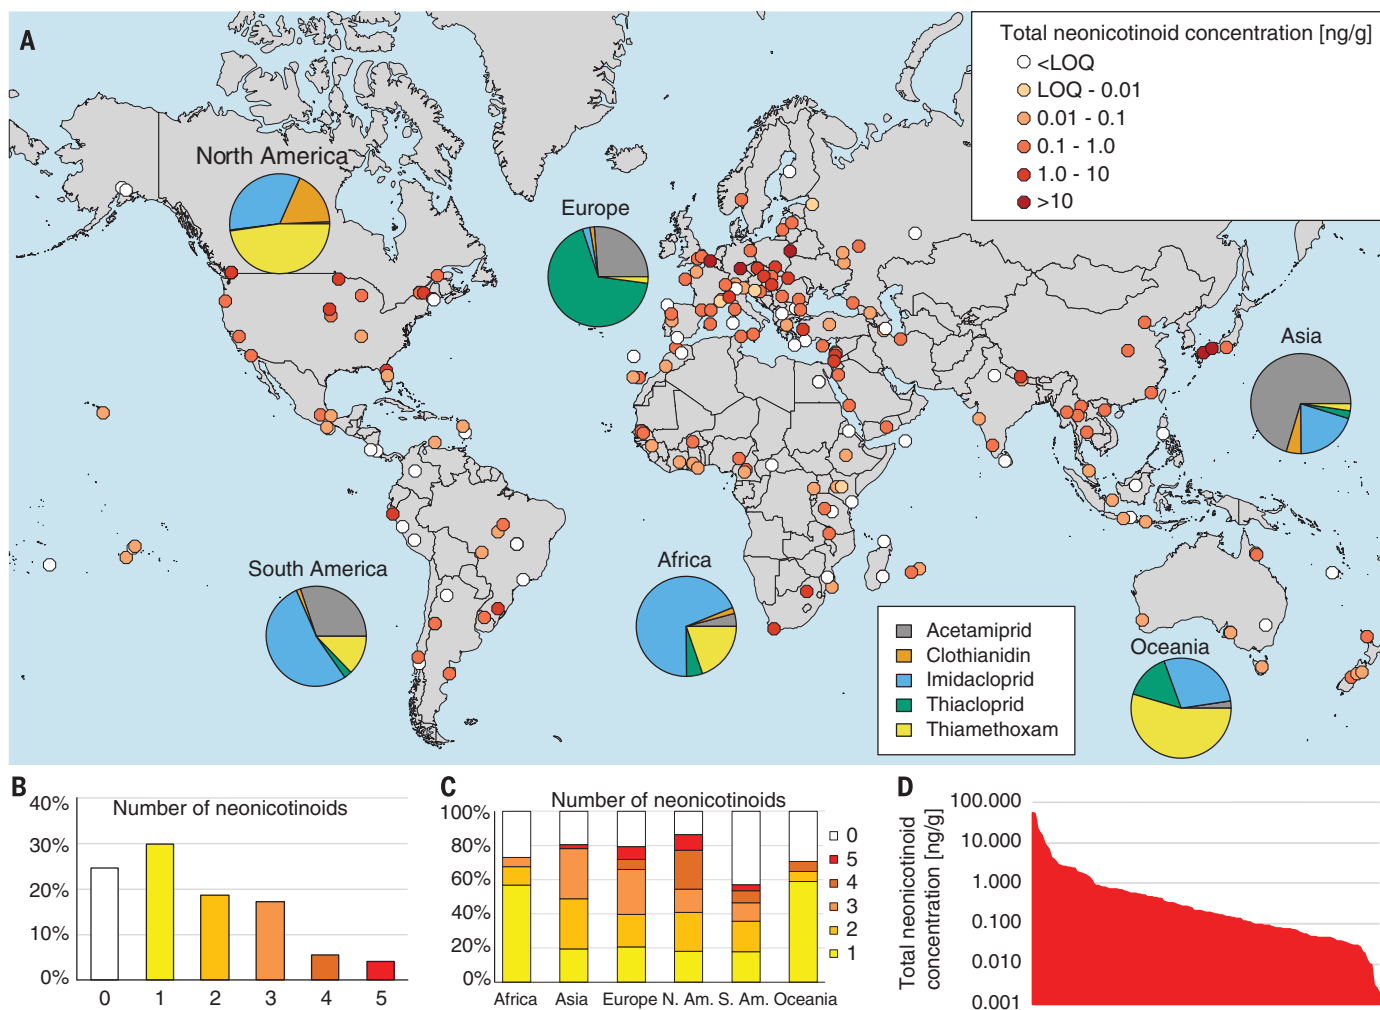 A
Total neonicotinoid concentration [ng/g]
<LOQ
LOQ - 0.01
0.01 - 0.1
0.1 - 1.0
1.0 - 10
>10
North America
Europe
Asia
South America
Africa
Oceania
Acetamiprid
Clothianidin
Imidacloprid
Thiacloprid
Thiamethoxam
B
Number of neonicotinoids
40%
30%
20%
10%
0%
0 1 2 3 4 5
C
Number of neonicotinoids
100%
80%
60%
40%
20%
0%
Africa Asia Europe N. Am. S. Am. Oceania
0
5
4
3
2
1
D
Total neonicotinoid
concentration [ng/g]
100.000
10.000
1.000
0.100
0.010
0.001